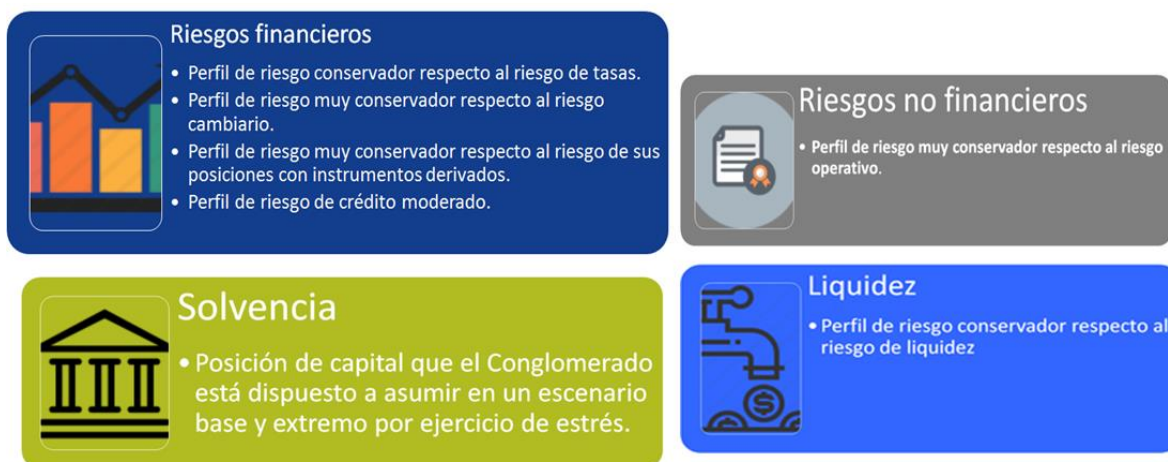 Riesgos financieros
• Perfil de riesgo conservador respecto al riesgo de tasas.
• Perfil de riesgo muy conservador respecto al riesgo
cambiario.
• Perfil de riesgo muy conservador respecto al riesgo de sus
posiciones con instrumentos derivados.
• Perfil de riesgo de crédito moderado.
Riesgos no financieros
• Perfil de riesgo muy conservador respecto al riesgo
operativo.
Solvencia
• Posición de capital que el Conglomerado
está dispuesto a asumir en un escenario
base y extremo por ejercicio de estrés.
Liquidez
• Perfil de riesgo conservador respecto al
riesgo de liquidez